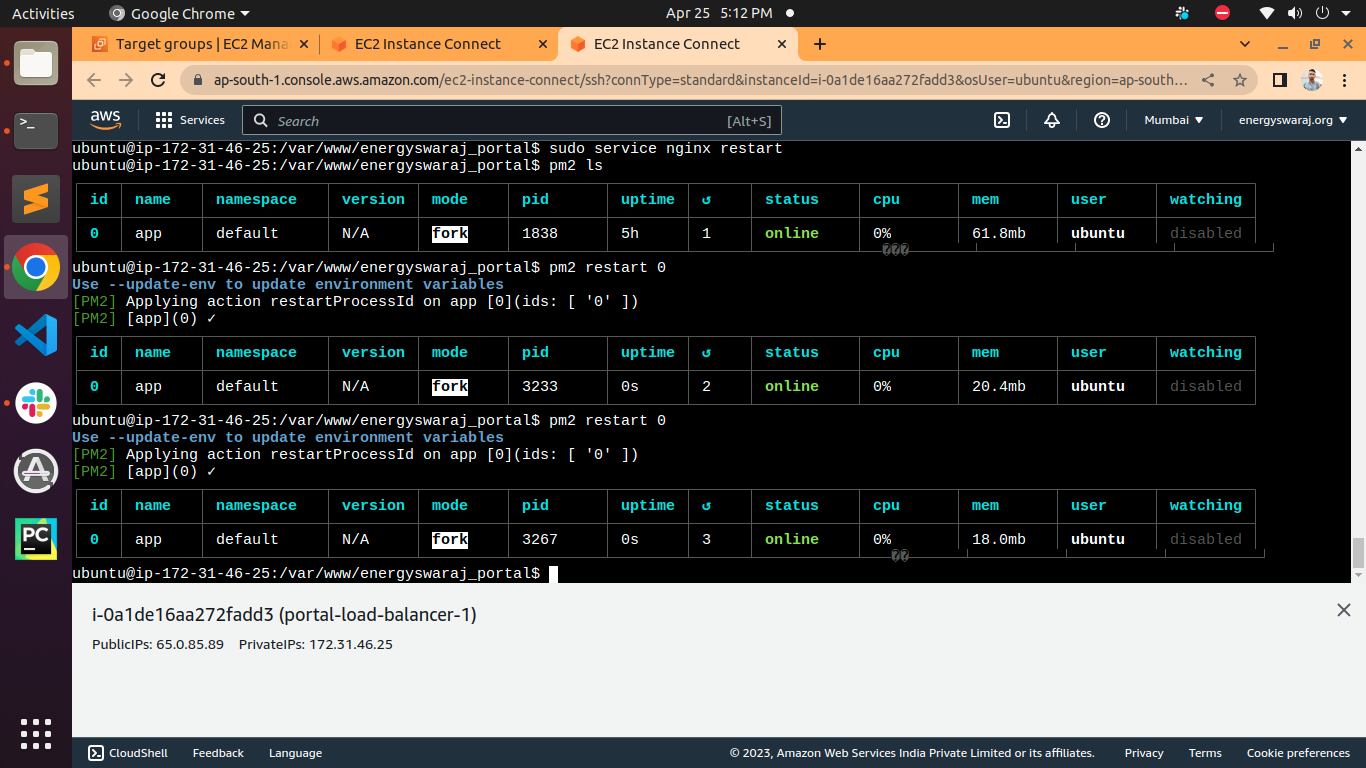 Activities Google Chrome Apr 25 5:12 PM
Target groups | EC2 Mana EC2 Instance Connect EC2 Instance Connect
ap-south-1.console.aws.amazon.com/ec2-instance-connect/ssh?connType=standard&instanceId=i-0a1de16aa272fadd3&osUser=ubuntu&region=ap-south...
aws Services Search [Alt+S] Mumbai energyswaraj.org
ubuntu@ip-172-31-46-25:/var/www/energyswaraj_portal$ sudo service nginx restart
ubuntu@ip-172-31-46-25:/var/www/energyswaraj_portal$ pm2 ls
id name namespace version mode pid uptime ↺ status cpu mem user watching
0 app default N/A fork 1838 5h 1 online 0% 61.8mb ubuntu disabled
���
ubuntu@ip-172-31-46-25:/var/www/energyswaraj_portal$ pm2 restart 0
Use --update-env to update environment variables
[PM2] Applying action restartProcessId on app [0](ids: [ '0' ])
[PM2] [app](0) ✓
id name namespace version mode pid uptime ↺ status cpu mem user watching
0 app default N/A fork 3233 0s 2 online 0% 20.4mb ubuntu disabled
ubuntu@ip-172-31-46-25:/var/www/energyswaraj_portal$ pm2 restart 0
Use --update-env to update environment variables
[PM2] Applying action restartProcessId on app [0](ids: [ '0' ])
[PM2] [app](0) ✓
id name namespace version mode pid uptime ↺ status cpu mem user watching
0 app default N/A fork 3267 0s 3 online 0% 18.0mb ubuntu disabled
��
ubuntu@ip-172-31-46-25:/var/www/energyswaraj_portal$
PC
i-0a1de16aa272fadd3 (portal-load-balancer-1)
PublicIPs: 65.0.85.89 PrivateIPs: 172.31.46.25
CloudShell Feedback Language © 2023, Amazon Web Services India Private Limited or its affiliates. Privacy Terms Cookie preferences